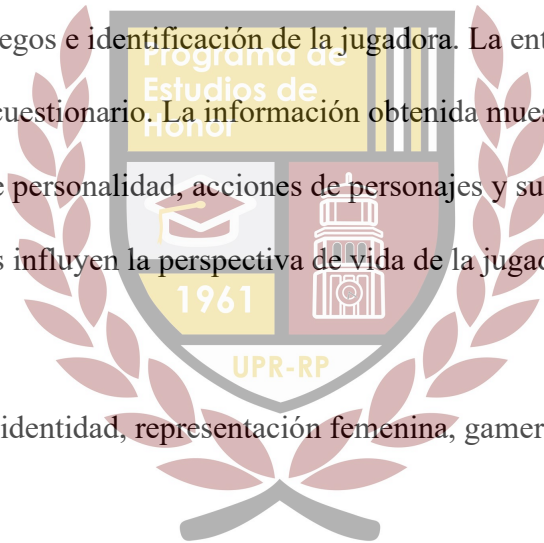 egos e identificación de la jugadora. La ent
Programa de
Estudios de
Honor
cuestionario. La información obtenida mues
e personalidad, acciones de personajes y su
s influyen la perspectiva de vida de la jugad
1961
UPR-RP
identidad, representación femenina, gamer